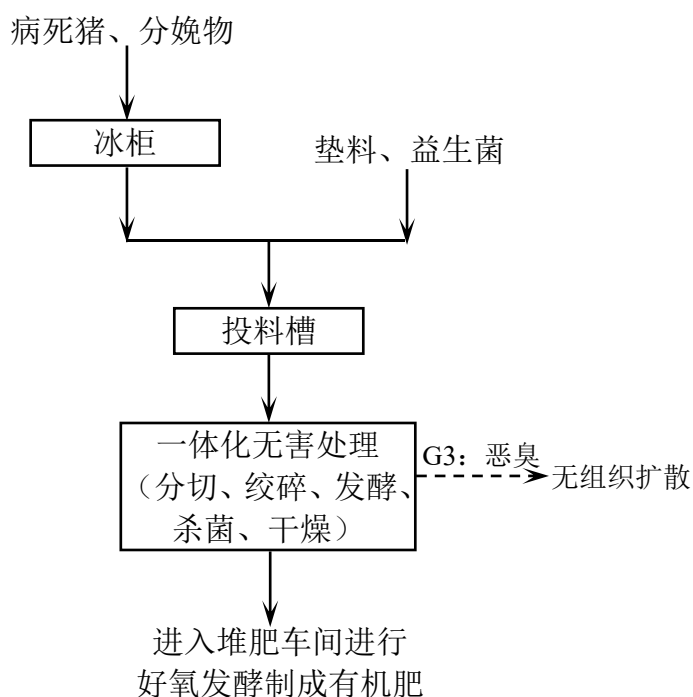 病死猪、分娩物
冰柜
垫料、益生菌
投料槽
一体化无害处理
（分切、绞碎、发酵、
杀菌、干燥）
G3：恶臭
无组织扩散
进入堆肥车间进行
好氧发酵制成有机肥